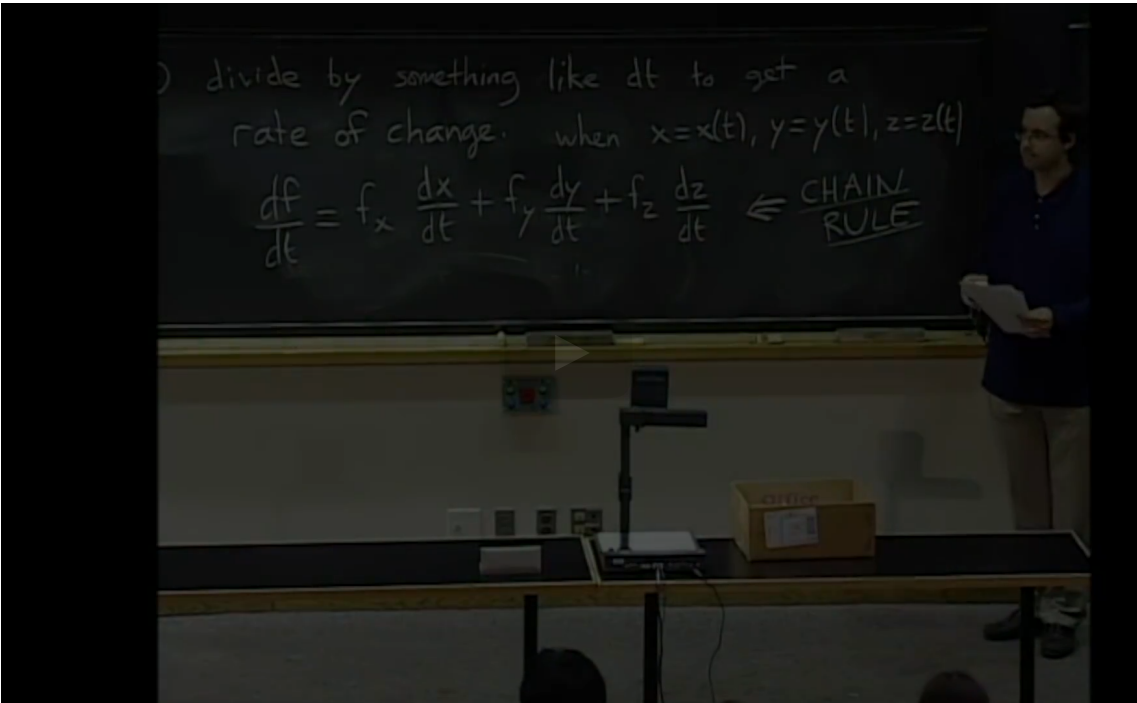 ) divide by something like dt to get a
rate of change. when x=x(t), y=y(t), z=z(t)
df/dt = f_x dx/dt + f_y dy/dt + f_z dz/dt ⇐ CHAIN
RULE
Office